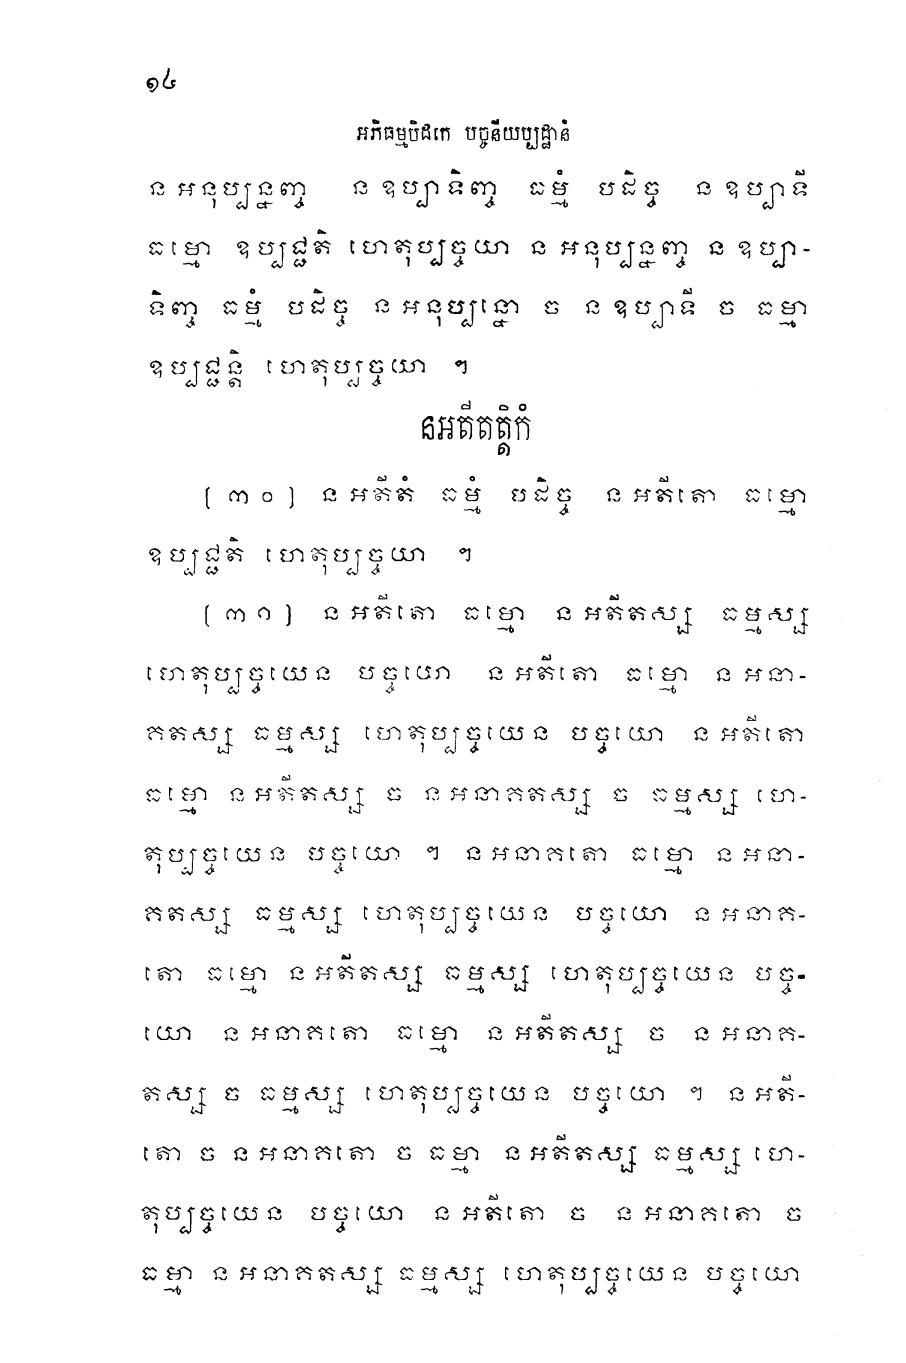 ១៤
អភិធម្មបិដកេ បច្ចនីយប្បដ្ឋានំ
ន អនុប្បន្នញ្ច ន ឧប្បាទិញ្ច ធម្មំ បដិច្ច ន ឧប្បាទី
ធម្មោ ឧប្បជ្ជតិ ហេតុប្បច្ចយា ន អនុប្បន្នញ្ច ន ឧប្បា-
ទិញ្ច ធម្មំ បដិច្ច ន អនុប្បន្នោ ច ន ឧប្បាទី ច ធម្មា
ឧប្បជ្ជន្តិ ហេតុប្បច្ចយា ។
នអតីតត្តិកំ
[៣០] ន អតីតំ ធម្មំ បដិច្ច ន អតីតោ ធម្មោ
ឧប្បជ្ជតិ ហេតុប្បច្ចយា ។
[៣១] ន អតីតោ ធម្មោ ន អតីតស្ស ធម្មស្ស
ហេតុប្បច្ចយេន បច្ចយោ ន អតីតោ ធម្មោ ន អនា-
គតស្ស ធម្មស្ស ហេតុប្បច្ចយេន បច្ចយោ ន អតីតោ
ធម្មោ ន អតីតស្ស ច ន អនាគតស្ស ច ធម្មស្ស ហេ-
តុប្បច្ចយេន បច្ចយោ ។ ន អនាគតោ ធម្មោ ន អនា-
គតស្ស ធម្មស្ស ហេតុប្បច្ចយេន បច្ចយោ ន អនាគ-
តោ ធម្មោ ន អតីតស្ស ធម្មស្ស ហេតុប្បច្ចយេន បច្ច-
យោ ន អនាគតោ ធម្មោ ន អតីតស្ស ច ន អនាគ-
តស្ស ច ធម្មស្ស ហេតុប្បច្ចយេន បច្ចយោ ។ ន អតី-
តោ ច ន អនាគតោ ច ធម្មា ន អតីតស្ស ធម្មស្ស ហេ-
តុប្បច្ចយេន បច្ចយោ ន អតីតោ ច ន អនាគតោ ច
ធម្មា ន អនាគតស្ស ធម្មស្ស ហេតុប្បច្ចយេន បច្ចយោ